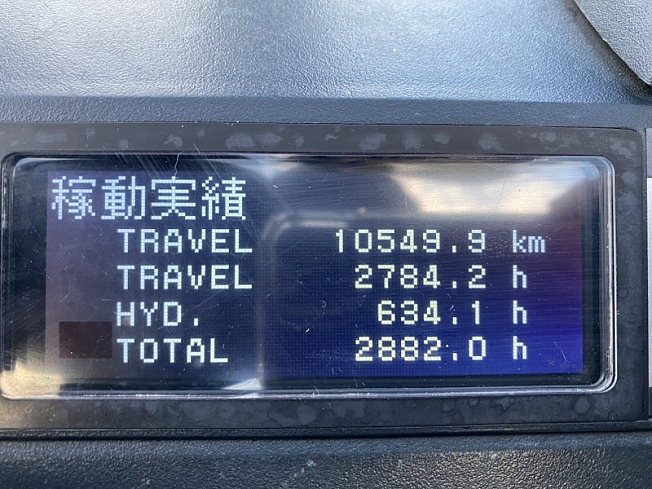 稼動実績
TRAVEL 10549.9 km
TRAVEL 2784.2 h
HYD. 634.1 h
TOTAL 2882.0 h